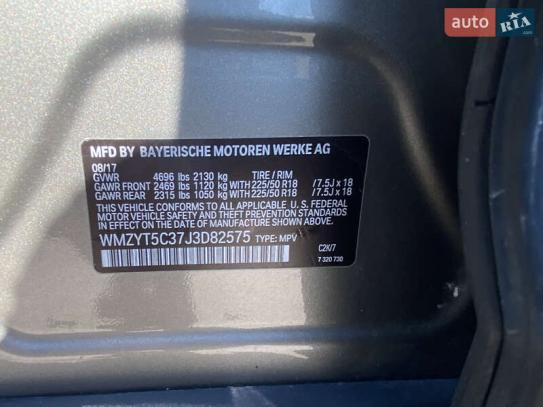 auto RIA
.com
MFD BY BAYERISCHE MOTOREN WERKE AG
08/17
GVWR 4696 lbs 2130 kg TIRE / RIM
GAWR FRONT 2469 lbs 1120 kg WITH 225/50 R18 /7.5J x 18
GAWR REAR 2315 lbs 1050 kg WITH 225/50 R18 /7.5J x 18
THIS VEHICLE CONFORMS TO ALL APPLICABLE U.S. FEDERAL
MOTOR VEHICLE SAFETY AND THEFT PREVENTION STANDARDS
IN EFFECT ON THE DATE OF MANUFACTURE SHOWN ABOVE.
WMZYT5C37J3D82575 TYPE: MPV
C2K/7
7 320 730